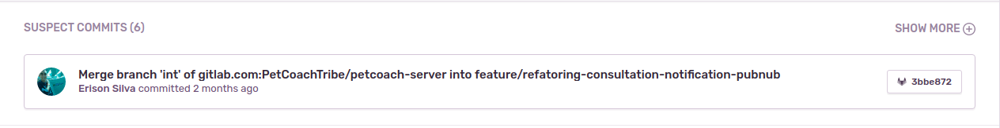 SUSPECT COMMITS (6)
SHOW MORE
Merge branch 'int' of gitlab.com:PetCoachTribe/petcoach-server into feature/refatoring-consultation-notification-pubnub
Erison Silva committed 2 months ago
3bbe872